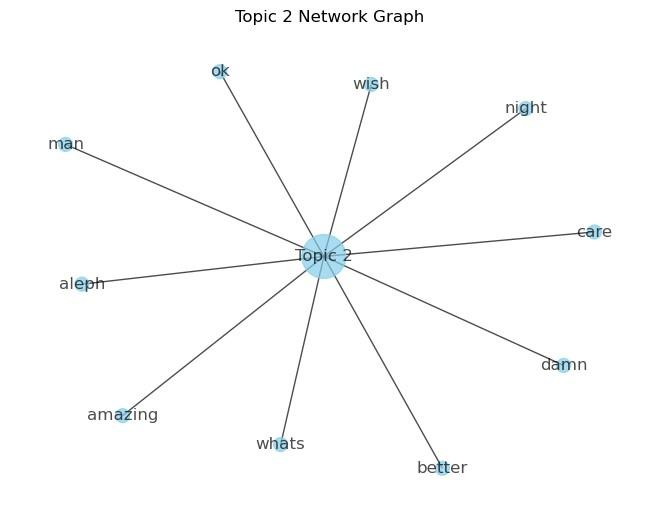 Topic 2 Network Graph
ok
wish
night
man
care
Topic 2
aleph
damn
amazing
whats
better